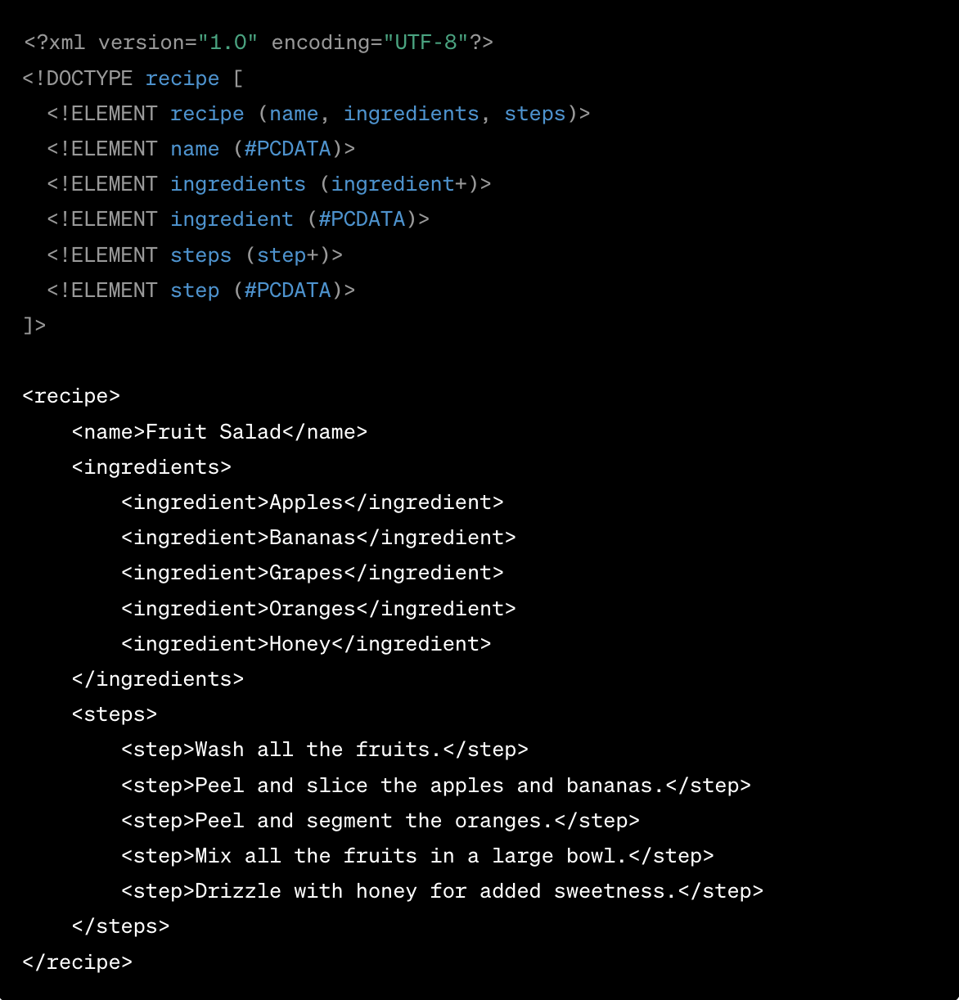 <?xml version="1.0" encoding="UTF-8"?>
<!DOCTYPE recipe [
  <!ELEMENT recipe (name, ingredients, steps)>
  <!ELEMENT name (#PCDATA)>
  <!ELEMENT ingredients (ingredient+)>
  <!ELEMENT ingredient (#PCDATA)>
  <!ELEMENT steps (step+)>
  <!ELEMENT step (#PCDATA)>
]>

<recipe>
    <name>Fruit Salad</name>
    <ingredients>
        <ingredient>Apples</ingredient>
        <ingredient>Bananas</ingredient>
        <ingredient>Grapes</ingredient>
        <ingredient>Oranges</ingredient>
        <ingredient>Honey</ingredient>
    </ingredients>
    <steps>
        <step>Wash all the fruits.</step>
        <step>Peel and slice the apples and bananas.</step>
        <step>Peel and segment the oranges.</step>
        <step>Mix all the fruits in a large bowl.</step>
        <step>Drizzle with honey for added sweetness.</step>
    </steps>
</recipe>